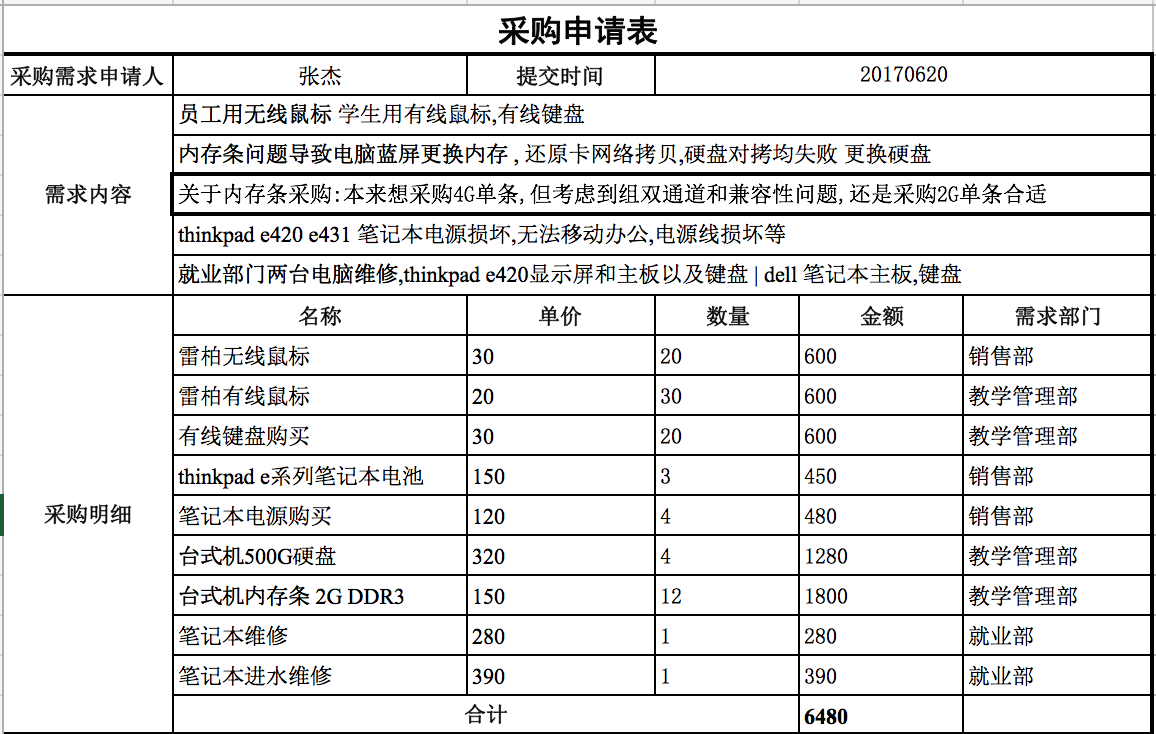 采购申请表
采购需求申请人 张杰 提交时间 20170620
需求内容
员工用无线鼠标 学生用有线鼠标,有线键盘
内存条问题导致电脑蓝屏更换内存 , 还原卡网络拷贝,硬盘对拷均失败 更换硬盘
关于内存条采购:本来想采购4G单条,但考虑到组双通道和兼容性问题,还是采购2G单条合适
thinkpad e420 e431 笔记本电源损坏,无法移动办公,电源线损坏等
就业部门两台电脑维修,thinkpad e420显示屏和主板以及键盘 | dell 笔记本主板,键盘
采购明细
名称 单价 数量 金额 需求部门
雷柏无线鼠标 30 20 600 销售部
雷柏有线鼠标 20 30 600 教学管理部
有线键盘购买 30 20 600 教学管理部
thinkpad e系列笔记本电池 150 3 450 销售部
笔记本电源购买 120 4 480 销售部
台式机500G硬盘 320 4 1280 教学管理部
台式机内存条 2G DDR3 150 12 1800 教学管理部
笔记本维修 280 1 280 就业部
笔记本进水维修 390 1 390 就业部
合计 6480